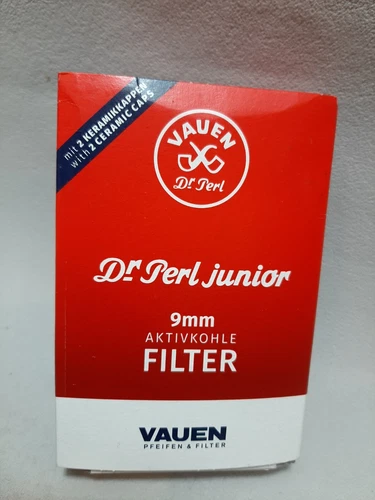 mit 2 KERAMIKKAPPEN
with 2 CERAMIC CAPS
VAUEN
Dr Perl
Dr Perl junior
9mm
AKTIVKOHLE
FILTER
VAUEN
PFEIFEN & FILTER